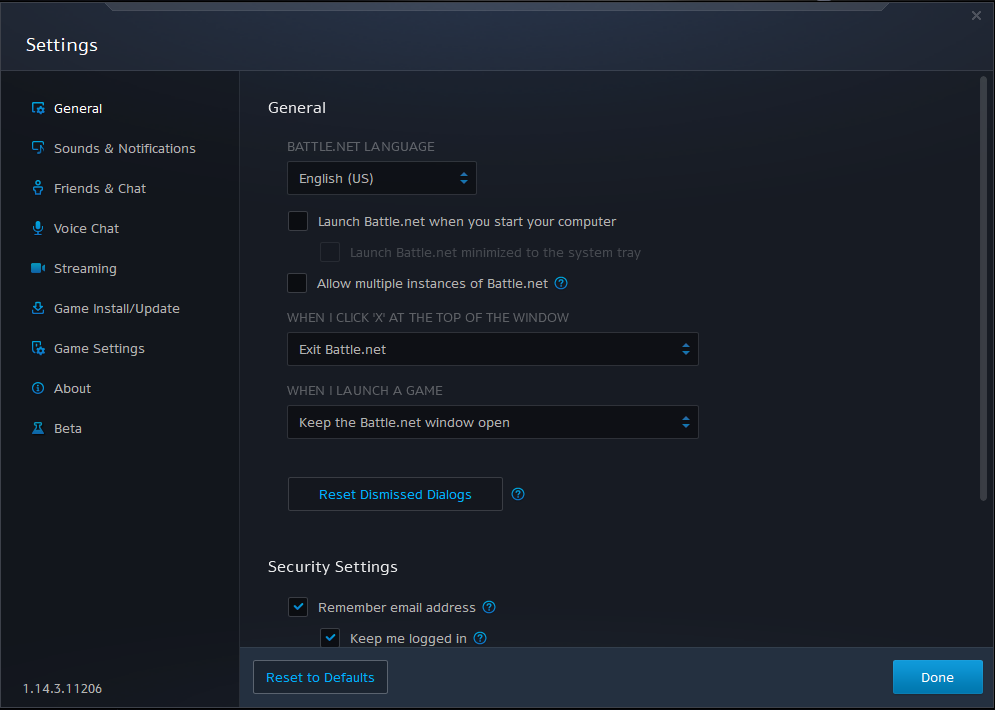 Settings
General
Sounds & Notifications
Friends & Chat
Voice Chat
Streaming
Game Install/Update
Game Settings
About
Beta
1.14.3.11206
General
BATTLE.NET LANGUAGE
English (US)
Launch Battle.net when you start your computer
Launch Battle.net minimized to the system tray
Allow multiple instances of Battle.net ?
WHEN I CLICK 'X' AT THE TOP OF THE WINDOW
Exit Battle.net
WHEN I LAUNCH A GAME
Keep the Battle.net window open
Reset Dismissed Dialogs ?
Security Settings
Remember email address ?
Keep me logged in ?
Reset to Defaults
Done